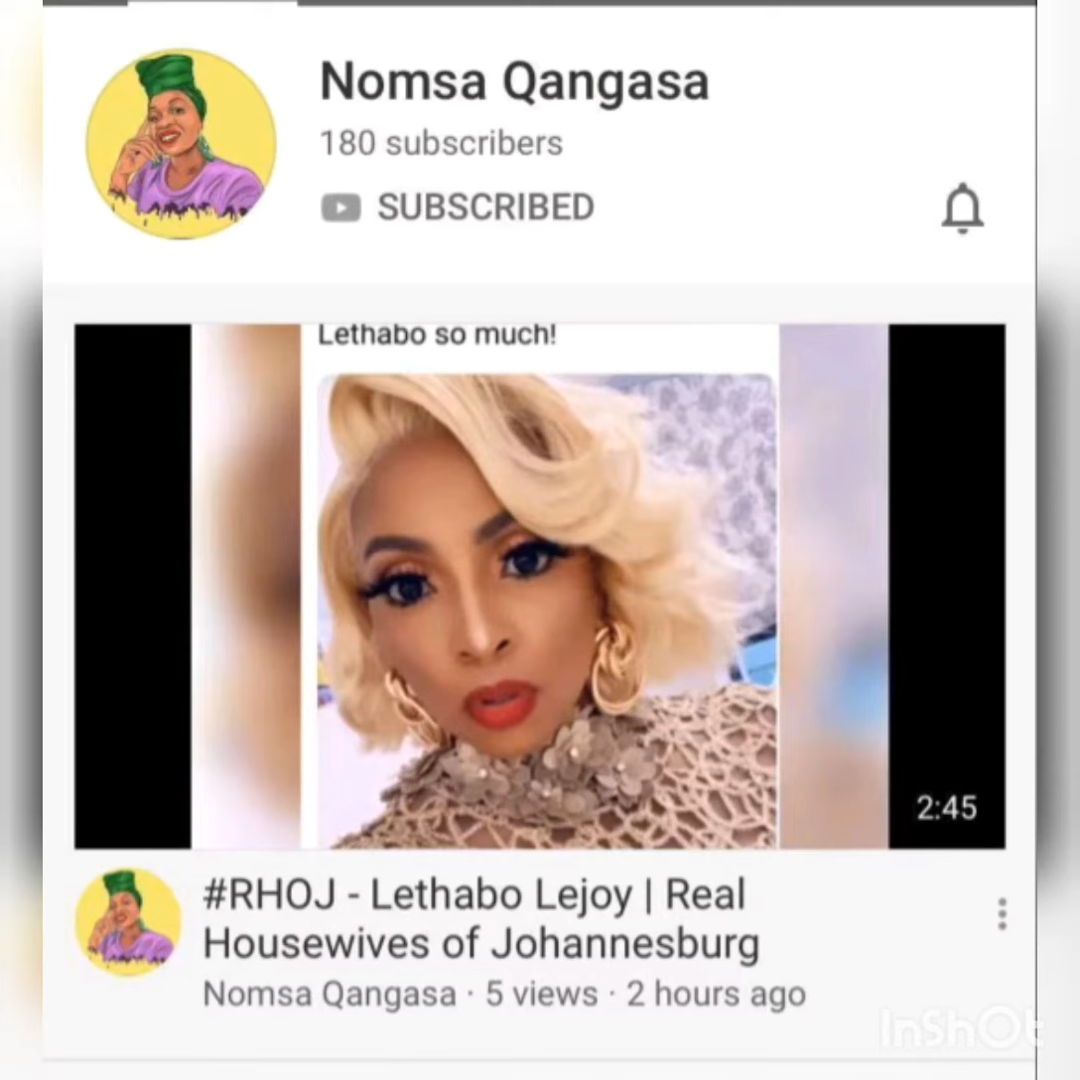 Nomsa Qangasa
180 subscribers
SUBSCRIBED
Lethabo so much!
2:45
#RHOJ - Lethabo Lejoy | Real
Housewives of Johannesburg
Nomsa Qangasa · 5 views · 2 hours ago
InShOt